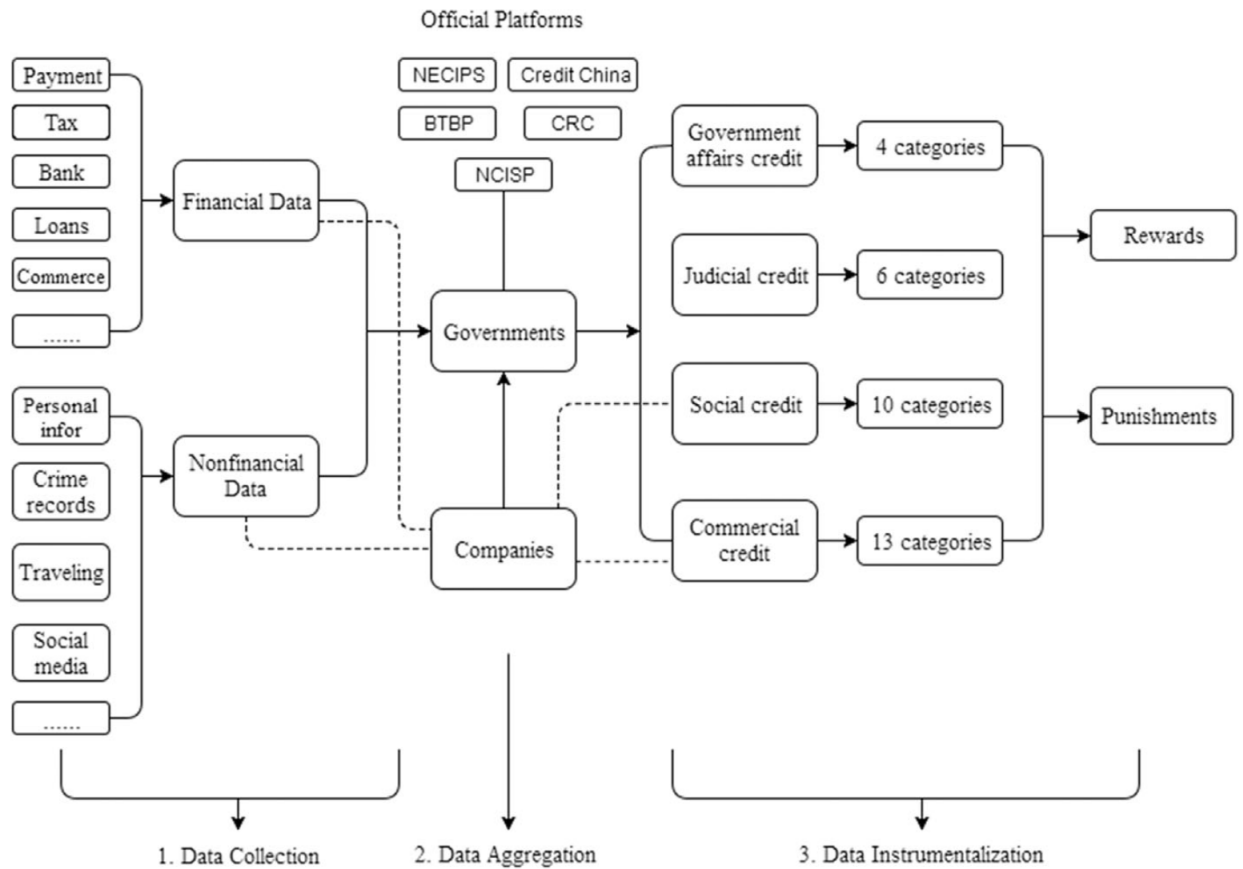 Official Platforms
NECIPS
Credit China
BTBP
CRC
NCISP
Payment
Tax
Bank
Loans
Commerce
......
Financial Data
Personal
infor
Crime
records
Traveling
Social
media
......
Nonfinancial
Data
Governments
Companies
Government
affairs credit
4 categories
Judicial credit
6 categories
Social credit
10 categories
Commercial
credit
13 categories
Rewards
Punishments
1. Data Collection
2. Data Aggregation
3. Data Instrumentalization